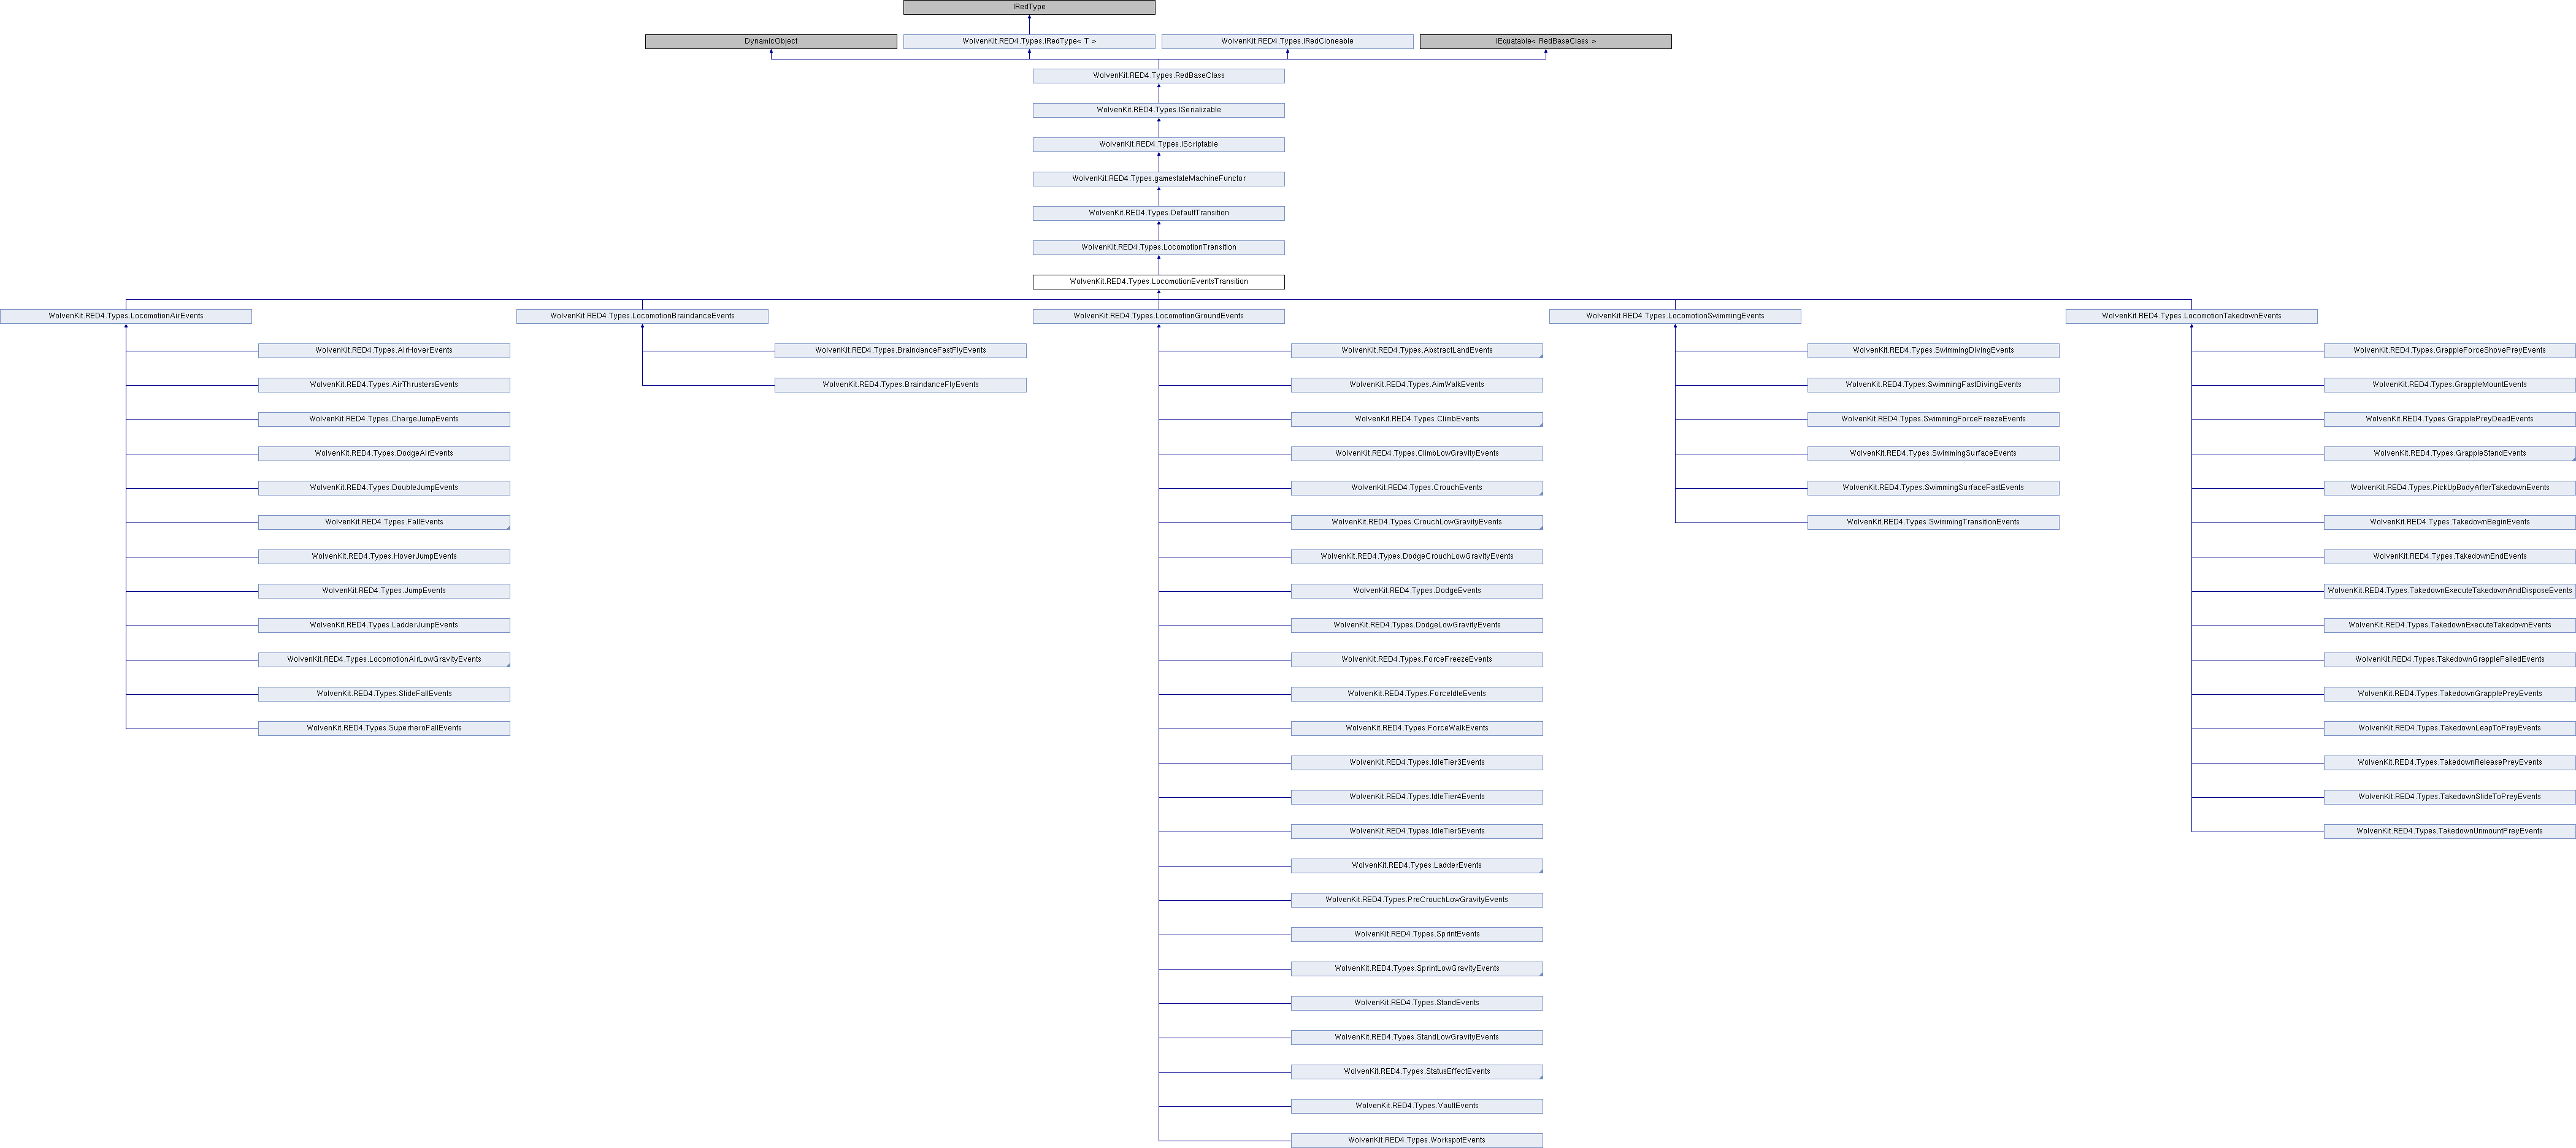 IRedType
DynamicObject
WolvenKit.RED4.Types.IRedType< T >
WolvenKit.RED4.Types.IRedCloneable
IEquatable< RedBaseClass >
WolvenKit.RED4.Types.RedBaseClass
WolvenKit.RED4.Types.ISerializable
WolvenKit.RED4.Types.IScriptable
WolvenKit.RED4.Types.gamestateMachineFunctor
WolvenKit.RED4.Types.DefaultTransition
WolvenKit.RED4.Types.LocomotionTransition
WolvenKit.RED4.Types.LocomotionEventsTransition
WolvenKit.RED4.Types.LocomotionAirEvents
WolvenKit.RED4.Types.LocomotionBraindanceEvents
WolvenKit.RED4.Types.LocomotionGroundEvents
WolvenKit.RED4.Types.LocomotionSwimmingEvents
WolvenKit.RED4.Types.LocomotionTakedownEvents
WolvenKit.RED4.Types.AirHoverEvents
WolvenKit.RED4.Types.AirThrustersEvents
WolvenKit.RED4.Types.ChargeJumpEvents
WolvenKit.RED4.Types.DodgeAirEvents
WolvenKit.RED4.Types.DoubleJumpEvents
WolvenKit.RED4.Types.FallEvents
WolvenKit.RED4.Types.HoverJumpEvents
WolvenKit.RED4.Types.JumpEvents
WolvenKit.RED4.Types.LadderJumpEvents
WolvenKit.RED4.Types.LocomotionAirLowGravityEvents
WolvenKit.RED4.Types.SlideFallEvents
WolvenKit.RED4.Types.SuperheroFallEvents
WolvenKit.RED4.Types.BraindanceFastFlyEvents
WolvenKit.RED4.Types.BraindanceFlyEvents
WolvenKit.RED4.Types.AbstractLandEvents
WolvenKit.RED4.Types.AimWalkEvents
WolvenKit.RED4.Types.ClimbEvents
WolvenKit.RED4.Types.ClimbLowGravityEvents
WolvenKit.RED4.Types.CrouchEvents
WolvenKit.RED4.Types.CrouchLowGravityEvents
WolvenKit.RED4.Types.DodgeCrouchLowGravityEvents
WolvenKit.RED4.Types.DodgeEvents
WolvenKit.RED4.Types.DodgeLowGravityEvents
WolvenKit.RED4.Types.ForceFreezeEvents
WolvenKit.RED4.Types.ForceIdleEvents
WolvenKit.RED4.Types.ForceWalkEvents
WolvenKit.RED4.Types.IdleTier3Events
WolvenKit.RED4.Types.IdleTier4Events
WolvenKit.RED4.Types.IdleTier5Events
WolvenKit.RED4.Types.LadderEvents
WolvenKit.RED4.Types.PreCrouchLowGravityEvents
WolvenKit.RED4.Types.SprintEvents
WolvenKit.RED4.Types.SprintLowGravityEvents
WolvenKit.RED4.Types.StandEvents
WolvenKit.RED4.Types.StandLowGravityEvents
WolvenKit.RED4.Types.StatusEffectEvents
WolvenKit.RED4.Types.VaultEvents
WolvenKit.RED4.Types.WorkspotEvents
WolvenKit.RED4.Types.SwimmingDivingEvents
WolvenKit.RED4.Types.SwimmingFastDivingEvents
WolvenKit.RED4.Types.SwimmingForceFreezeEvents
WolvenKit.RED4.Types.SwimmingSurfaceEvents
WolvenKit.RED4.Types.SwimmingSurfaceFastEvents
WolvenKit.RED4.Types.SwimmingTransitionEvents
WolvenKit.RED4.Types.GrappleForceShovePreyEvents
WolvenKit.RED4.Types.GrappleMountEvents
WolvenKit.RED4.Types.GrapplePreyDeadEvents
WolvenKit.RED4.Types.GrappleStandEvents
WolvenKit.RED4.Types.PickUpBodyAfterTakedownEvents
WolvenKit.RED4.Types.TakedownBeginEvents
WolvenKit.RED4.Types.TakedownEndEvents
WolvenKit.RED4.Types.TakedownExecuteTakedownAndDisposeEvents
WolvenKit.RED4.Types.TakedownExecuteTakedownEvents
WolvenKit.RED4.Types.TakedownGrappleFailedEvents
WolvenKit.RED4.Types.TakedownGrapplePreyEvents
WolvenKit.RED4.Types.TakedownLeapToPreyEvents
WolvenKit.RED4.Types.TakedownReleasePreyEvents
WolvenKit.RED4.Types.TakedownSlideToPreyEvents
WolvenKit.RED4.Types.TakedownUnmountPreyEvents